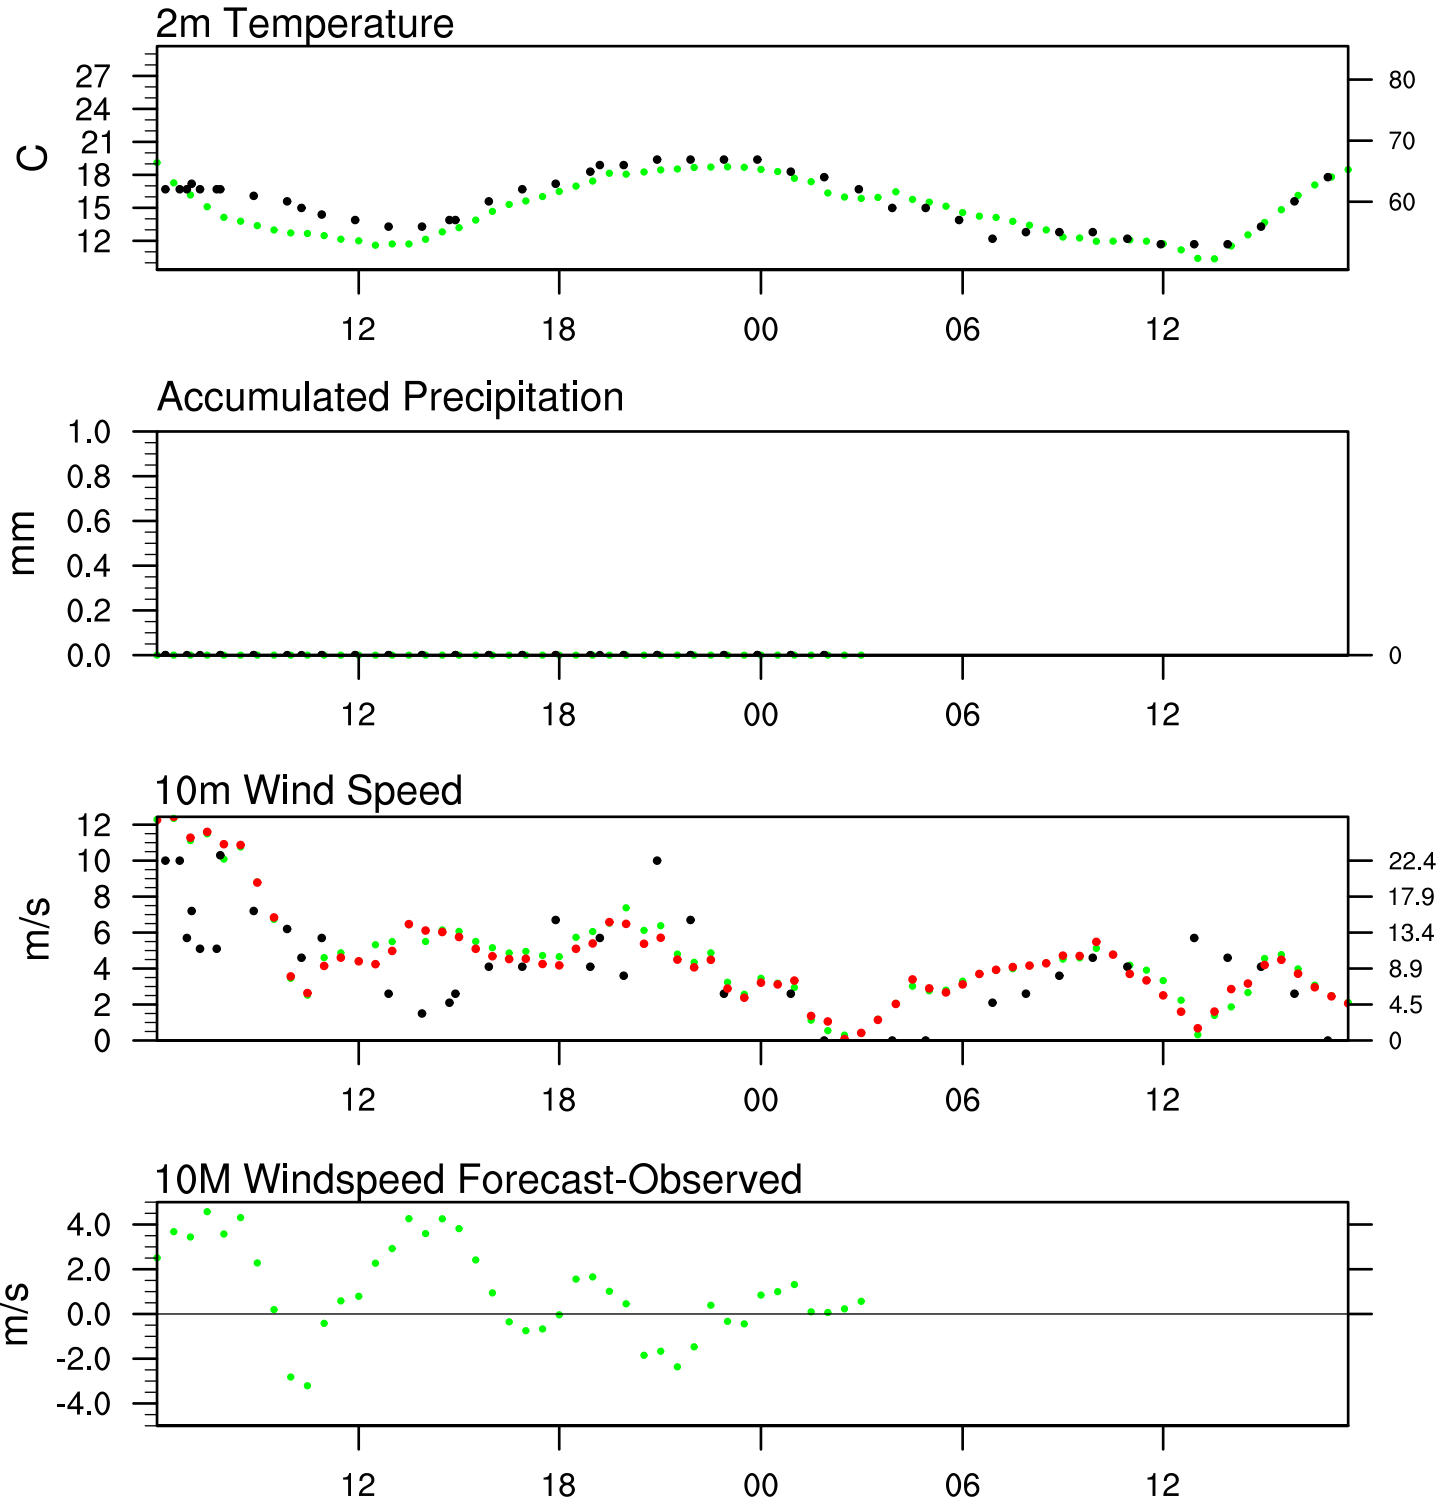 2m Temperature
27
24
21
18
15
12
C
80
70
60
12 18 00 06 12
Accumulated Precipitation
1.0
0.8
0.6
0.4
0.2
0.0
mm
0
12 18 00 06 12
10m Wind Speed
12
10
8
6
4
2
0
m/s
22.4
17.9
13.4
8.9
4.5
0
12 18 00 06 12
10M Windspeed Forecast-Observed
4.0
2.0
0.0
-2.0
-4.0
m/s
12 18 00 06 12